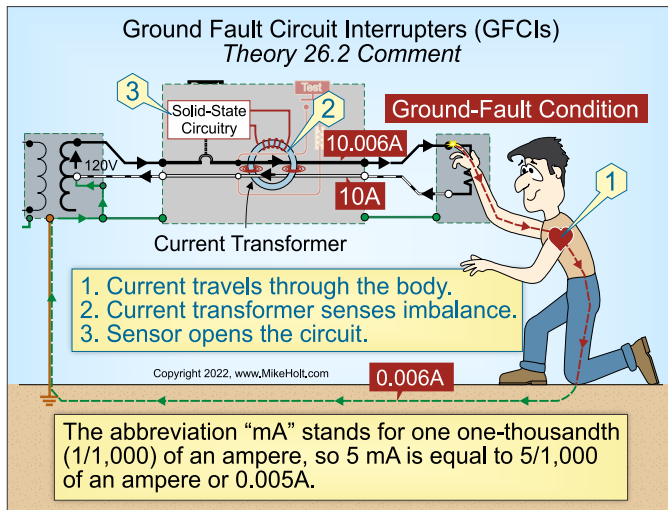 Ground Fault Circuit Interrupters (GFCIs)
Theory 26.2 Comment
3
Solid-State
Circuitry
Test
2
Ground-Fault Condition
10.006A
120V
10A
1
Current Transformer
1. Current travels through the body.
2. Current transformer senses imbalance.
3. Sensor opens the circuit.
Copyright 2022, www.MikeHolt.com
0.006A
The abbreviation “mA” stands for one one-thousandth
(1/1,000) of an ampere, so 5 mA is equal to 5/1,000
of an ampere or 0.005A.